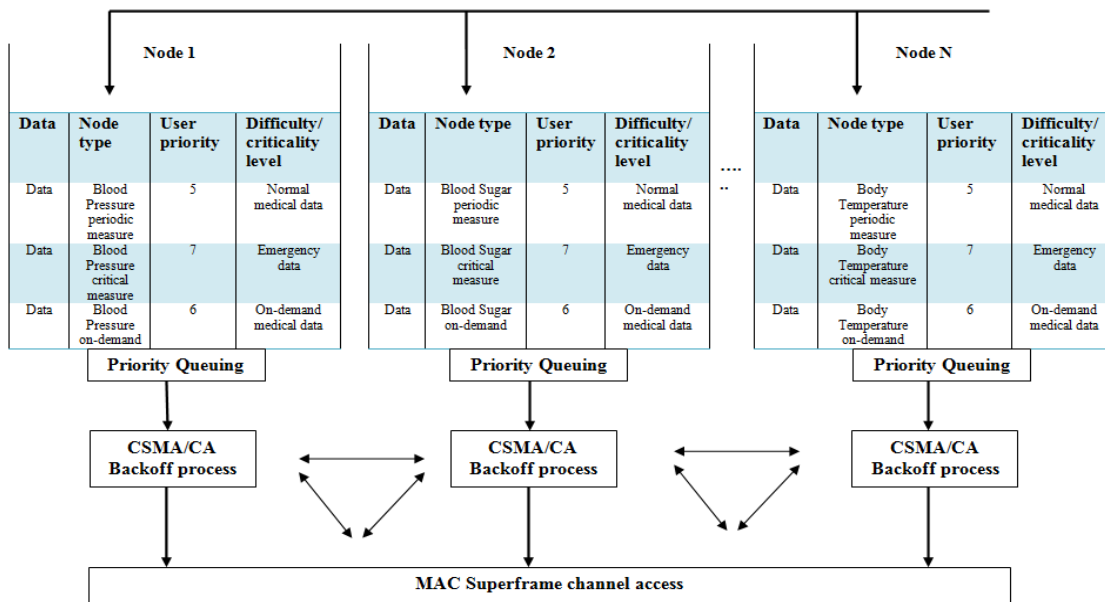 Node 1
Node 2
Node N
Data
Node type
User priority
Difficulty/ criticality level
Data
Blood Pressure periodic measure
5
Normal medical data
Data
Blood Pressure critical measure
7
Emergency data
Data
Blood Pressure on-demand
6
On-demand medical data
Data
Node type
User priority
Difficulty/ criticality level
Data
Blood Sugar periodic measure
5
Normal medical data
Data
Blood Sugar critical measure
7
Emergency data
Data
Blood Sugar on-demand
6
On-demand medical data
…. ..
Data
Node type
User priority
Difficulty/ criticality level
Data
Body Temperature periodic measure
5
Normal medical data
Data
Body Temperature critical measure
7
Emergency data
Data
Body Temperature on-demand
6
On-demand medical data
Priority Queuing
Priority Queuing
Priority Queuing
CSMA/CA
Backoff process
CSMA/CA
Backoff process
CSMA/CA
Backoff process
MAC Superframe channel access